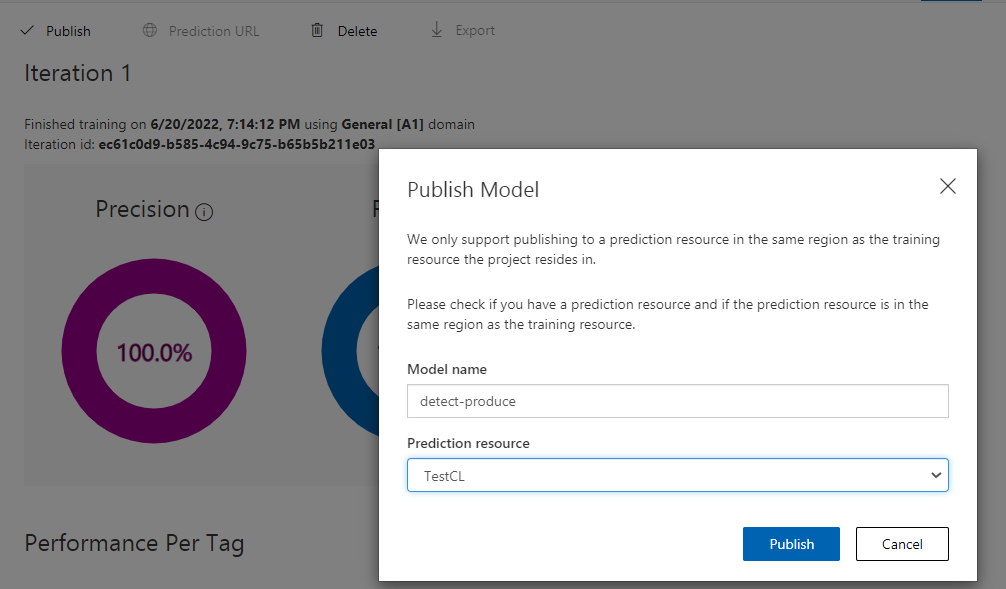 Publish
Prediction URL
Delete
Export
Iteration 1
Finished training on 6/20/2022, 7:14:12 PM using General [A1] domain
Iteration id: ec61c0d9-b585-4c94-9c75-b65b5b211e03
Precision
100.0%
Performance Per Tag
Publish Model
We only support publishing to a prediction resource in the same region as the training
resource the project resides in.
Please check if you have a prediction resource and if the prediction resource is in the
same region as the training resource.
Model name
detect-produce
Prediction resource
TestCL
Publish
Cancel